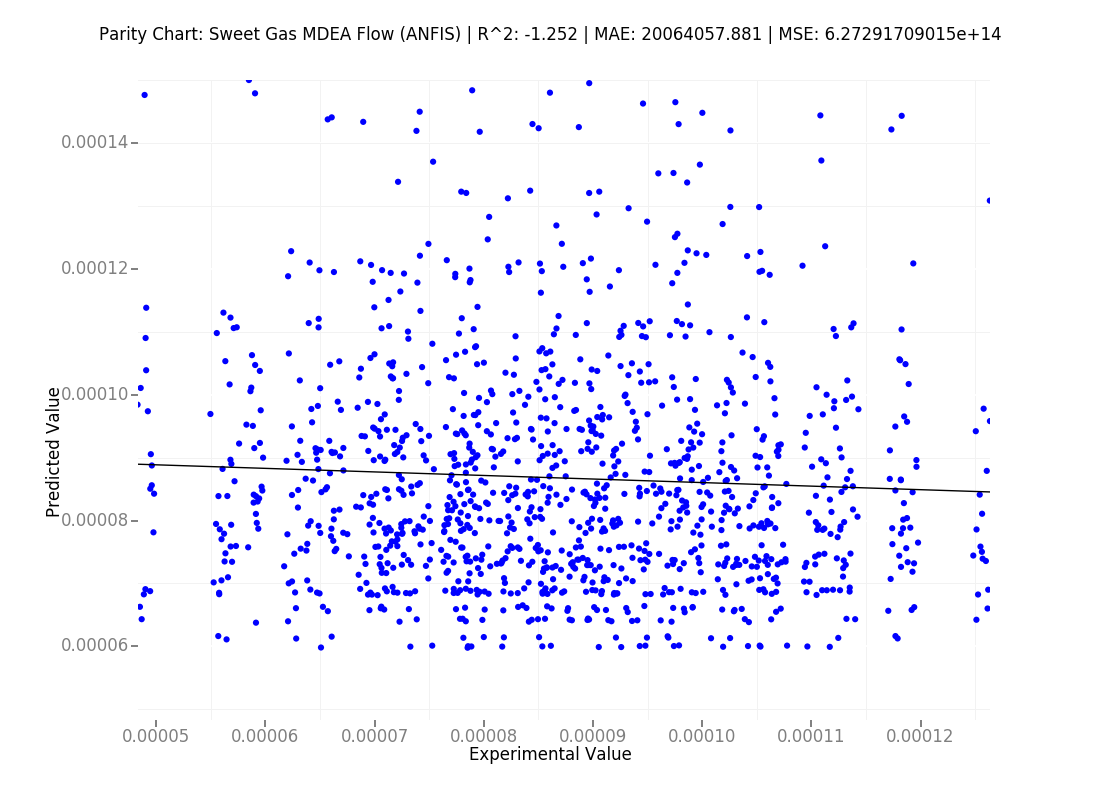 Parity Chart: Sweet Gas MDEA Flow (ANFIS) | R^2: -1.252 | MAE: 20064057.881 | MSE: 6.27291709015e+14
0.00014
0.00012
0.00010
Predicted Value
0.00008
0.00006
0.00005 0.00006 0.00007 0.00008 0.00009 0.00010 0.00011 0.00012
Experimental Value